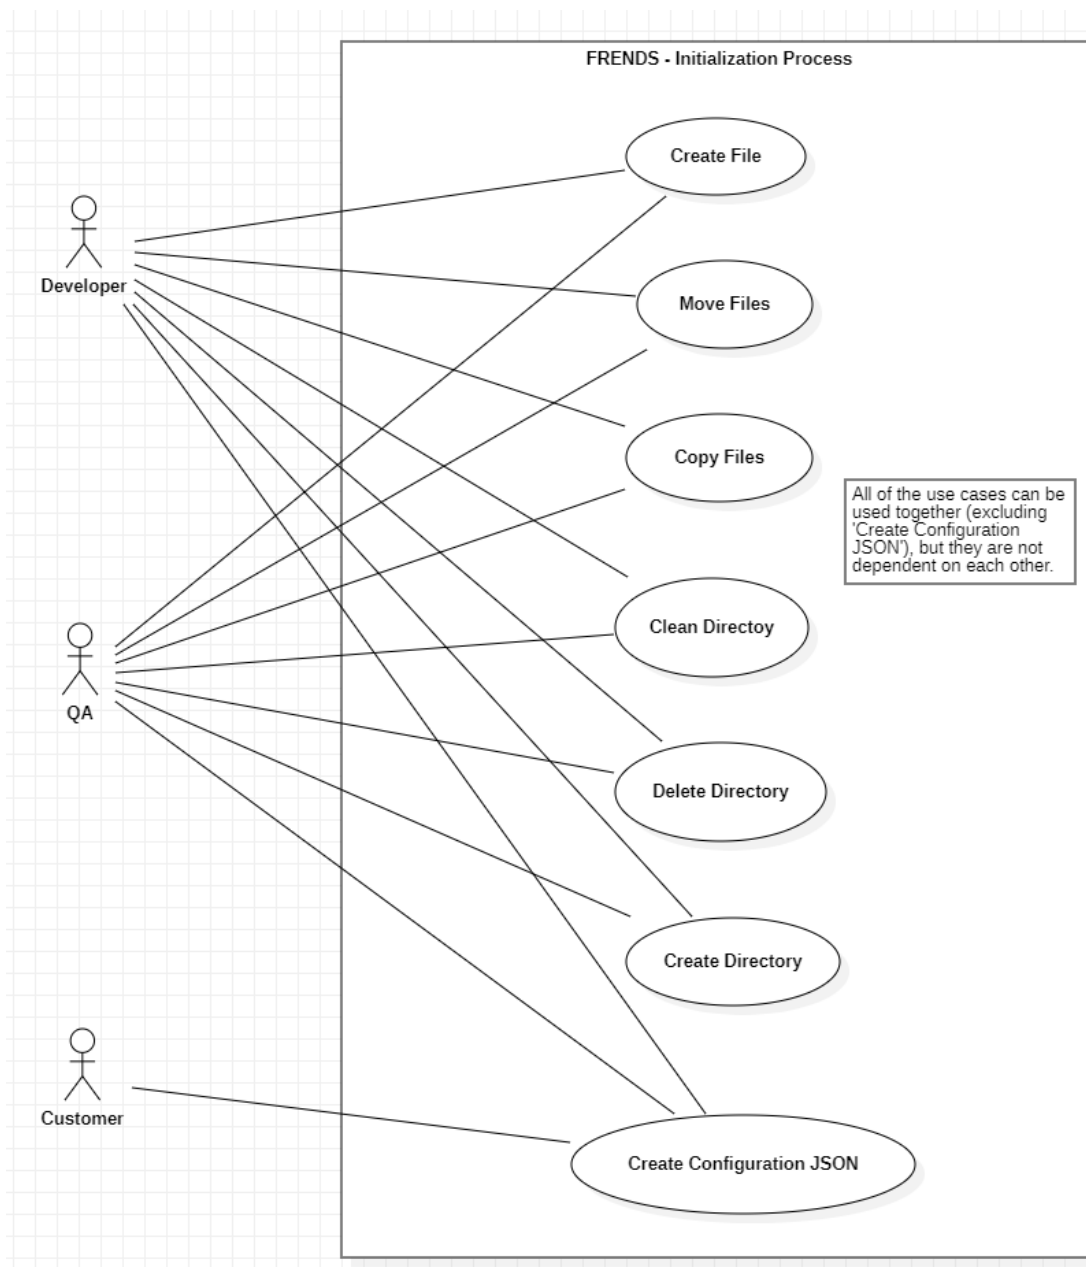 FRENDS - Initialization Process
Create File
Developer
Move Files
Copy Files
All of the use cases can be
used together (excluding
'Create Configuration
JSON'), but they are not
dependent on each other.
Clean Directoy
QA
Delete Directory
Create Directory
Customer
Create Configuration JSON